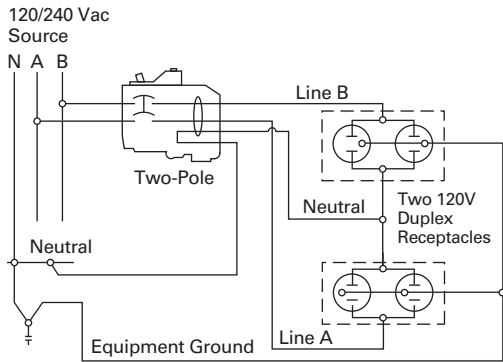 120/240 Vac
Source
N A B
Line B
Two-Pole
Neutral
Two 120V
Duplex
Receptacles
Neutral
Line A
Equipment Ground